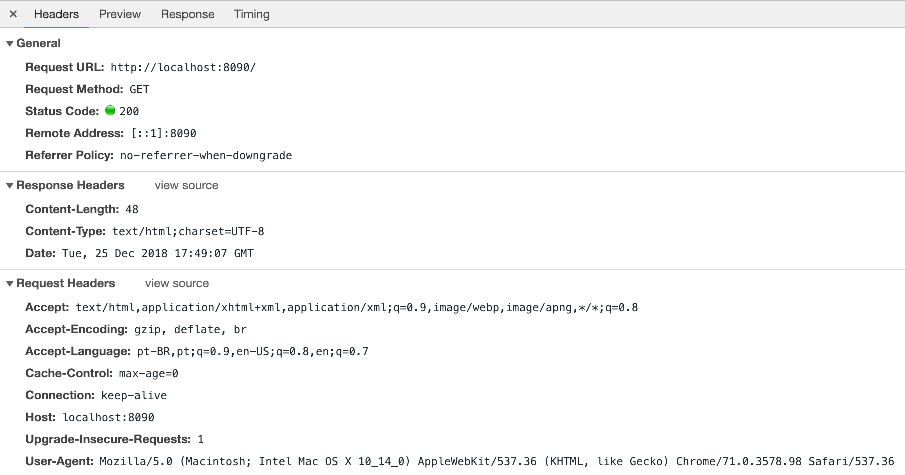 × Headers Preview Response Timing
▼ General
Request URL: http://localhost:8090/
Request Method: GET
Status Code: 200
Remote Address: [::1]:8090
Referrer Policy: no-referrer-when-downgrade
▼ Response Headers view source
Content-Length: 48
Content-Type: text/html;charset=UTF-8
Date: Tue, 25 Dec 2018 17:49:07 GMT
▼ Request Headers view source
Accept: text/html,application/xhtml+xml,application/xml;q=0.9,image/webp,image/apng,*/*;q=0.8
Accept-Encoding: gzip, deflate, br
Accept-Language: pt-BR,pt;q=0.9,en-US;q=0.8,en;q=0.7
Cache-Control: max-age=0
Connection: keep-alive
Host: localhost:8090
Upgrade-Insecure-Requests: 1
User-Agent: Mozilla/5.0 (Macintosh; Intel Mac OS X 10_14_0) AppleWebKit/537.36 (KHTML, like Gecko) Chrome/71.0.3578.98 Safari/537.36